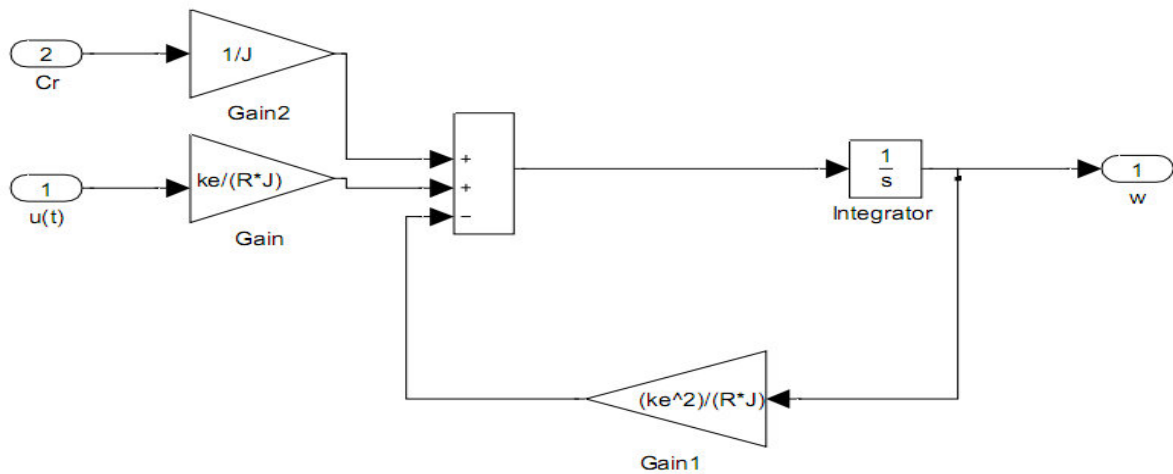 2
Cr
1/J
Gain2
1
u(t)
ke/(R*J)
Gain
+
+
−
1
s
Integrator
1
w
(ke^2)/(R*J)
Gain1